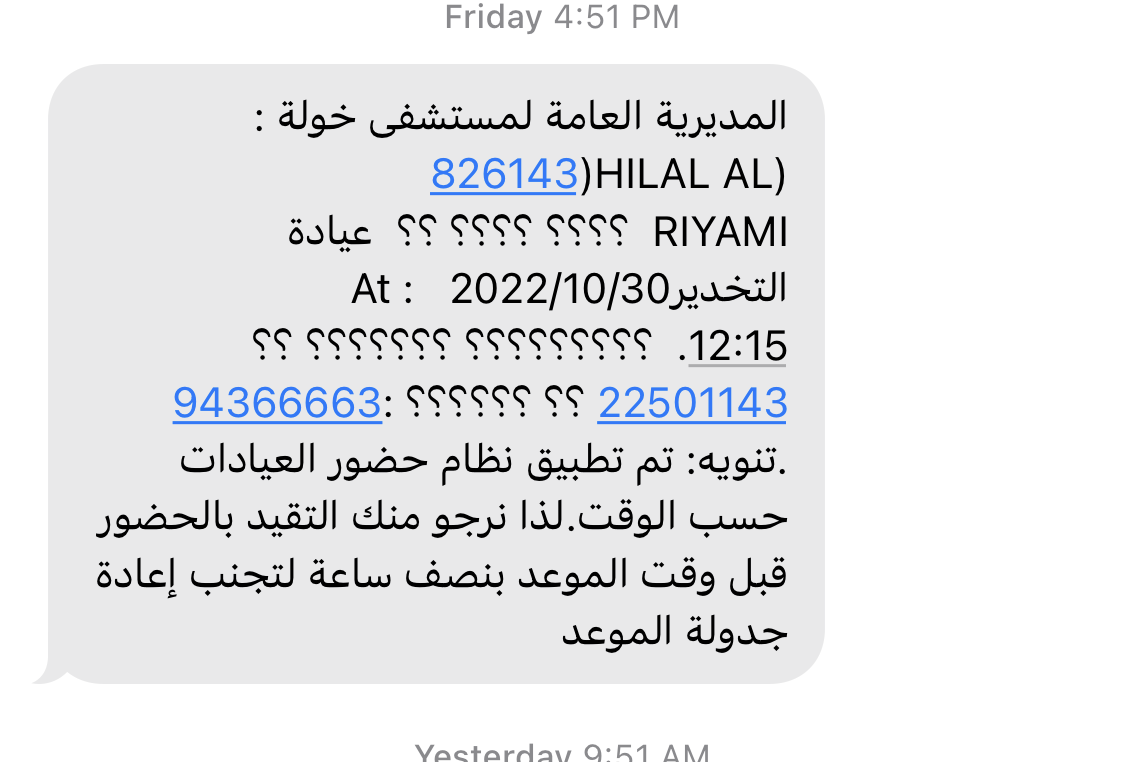 Friday 4:51 PM
المديرية العامة لمستشفى خولة :
826143(HILAL AL)
RIYAMI ؟؟؟؟ ؟؟؟؟ ؟؟ عيادة
التخدير2022/10/30 At :
12:15. ؟؟؟؟؟؟؟؟؟ ؟؟؟؟؟؟؟ ؟؟
22501143 ؟؟ ؟؟؟؟؟؟ :94366663
.تنويه: تم تطبيق نظام حضور العيادات
حسب الوقت.لذا نرجو منك التقيد بالحضور
قبل وقت الموعد بنصف ساعة لتجنب إعادة
جدولة الموعد
Yesterday 9:51 AM